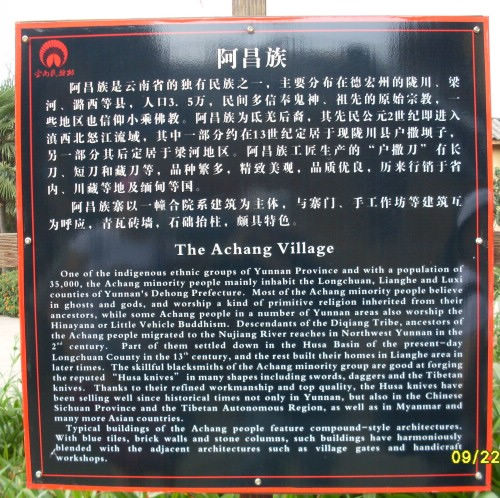 云南民族村
阿昌族
阿昌族是云南省的独有民族之一，主要分布在德宏州的陇川、梁
河、潞西等县，人口3.5万，民间多信奉鬼神、祖先的原始宗教，一
些地区也信仰小乘佛教。阿昌族为氐羌后裔，其先民公元2世纪即进入
滇西北怒江流域，其中一部分约在13世纪定居于现陇川县户撒坝子，
另一部分其后定居于梁河地区。阿昌族工匠生产的“户撒刀”有长
刀、短刀和藏刀等，品种繁多，精致美观，品质优良，历来行销于省
内、川藏等地及缅甸等国。
阿昌族寨以一幢合院系建筑为主体，与寨门、手工作坊等建筑互
为呼应，青瓦砖墙，石础抬柱，颇具特色。
The Achang Village
One of the indigenous ethnic groups of Yunnan Province and with a population of
35,000, the Achang minority people mainly inhabit the Longchuan, Lianghe and Luxi
counties of Yunnan's Dehong Prefecture. Most of the Achang minority people believe
in ghosts and gods, and worship a kind of primitive religion inherited from their
ancestors, while some Achang people in a number of Yunnan areas also worship the
Hinayana or Little Vehicle Buddhism. Descendants of the Diqiang Tribe, ancestors of
the Achang people migrated to the Nujiang River reaches in Northwest Yunnan in the
2nd century. Part of them settled down in the Husa Basin of the present-day
Longchuan County in the 13th century, and the rest built their homes in Lianghe area in
later times. The skillful blacksmiths of the Achang minority group are good at forging
the reputed "Husa knives" in many shapes including swords, daggers and the Tibetan
knives. Thanks to their refined workmanship and top quality, the Husa knives have
been selling well since historical times not only in Yunnan, but also in the Chinese
Sichuan Province and the Tibetan Autonomous Region, as well as in Myanmar and
many more Asian countries.
Typical buildings of the Achang people feature compound-style architectures.
With blue tiles, brick walls and stone columns, such buildings have harmoniously
blended with the adjacent architectures such as village gates and handicraft
workshops.
09/22